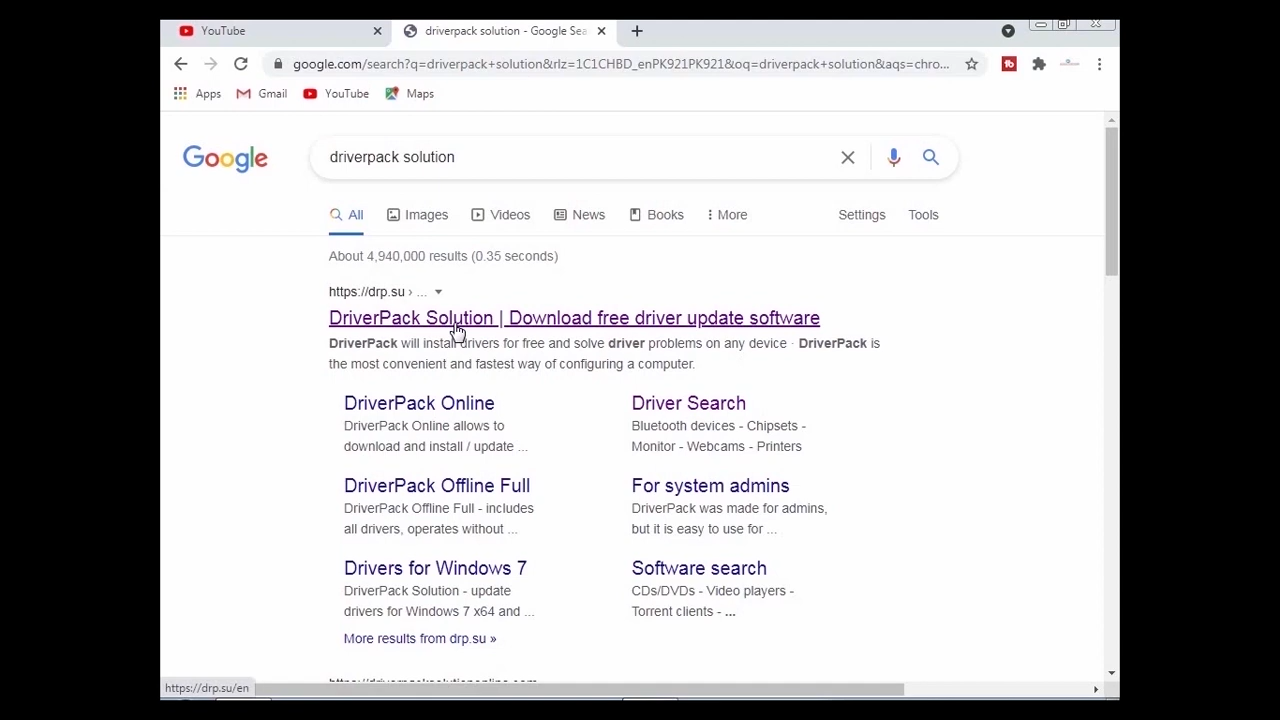 YouTube
driverpack solution - Google Sea
google.com/search?q=driverpack+solution&rlz=1C1CHBD_enPK921PK921&oq=driverpack+solution&aqs=chro...
Apps
Gmail
YouTube
Maps
Google
driverpack solution
All
Images
Videos
News
Books
More
Settings
Tools
About 4,940,000 results (0.35 seconds)
https://drp.su › ...
DriverPack Solution | Download free driver update software
DriverPack will install drivers for free and solve driver problems on any device · DriverPack is
the most convenient and fastest way of configuring a computer.
DriverPack Online
DriverPack Online allows to
download and install / update ...
Driver Search
Bluetooth devices - Chipsets -
Monitor - Webcams - Printers
DriverPack Offline Full
DriverPack Offline Full - includes
all drivers, operates without ...
For system admins
DriverPack was made for admins,
but it is easy to use for ...
Drivers for Windows 7
DriverPack Solution - update
drivers for Windows 7 x64 and ...
Software search
CDs/DVDs - Video players -
Torrent clients - ...
More results from drp.su »
https://drp.su/en